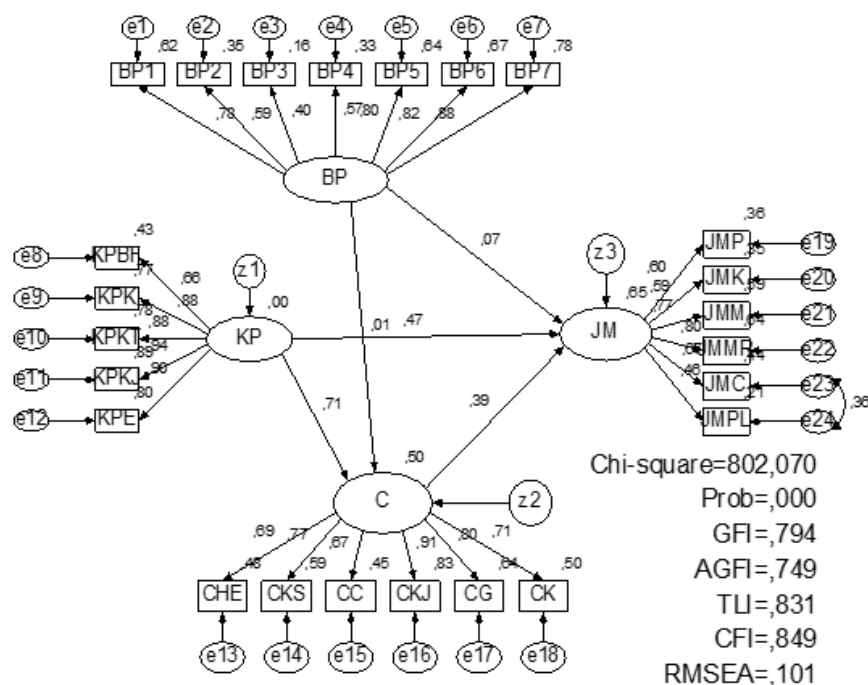 e1 e2 e3 e4 e5 e6 e7
,62 ,35 ,16 ,33 ,64 ,67 ,78
BP1 BP2 BP3 BP4 BP5 BP6 BP7
,78 ,59 ,40 ,57 ,80 ,82 ,88
BP
,43
,36
e8 KPBH
,07
JMP e19
,77 ,66
z1
z3
,60 ,35
e9 KPK ,88
,00
,65 ,59 JMK e20
,78 ,88
,77 ,59
e10 KPKT
KP
,01 ,47
JM
JMM e21
,94
,80 ,64
e11 ,89 KPKJ ,90
JMMP e22
,80
,46 JMC e23
e12 KPE
,71
,39
,21
JMPL e24 ,36
,50
Chi-square=802,070
C
z2
Prob=,000
GFI=,794
,69 ,77 ,67 ,91 ,80 ,71
AGFI=,749
,48 ,59 ,45 ,83 ,64 ,50
TLI=,831
CHE CKS CC CKJ CG CK
CFI=,849
e13 e14 e15 e16 e17 e18
RMSEA=,101